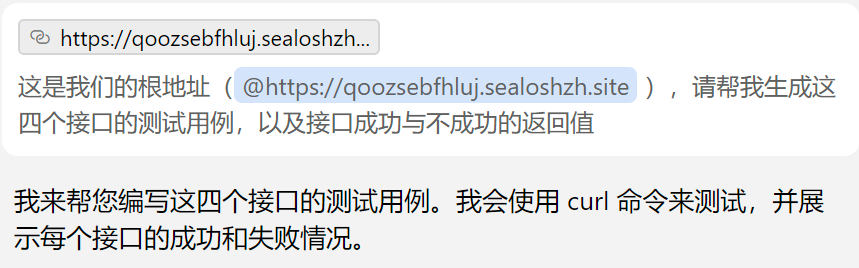 https://qoozsebfhluj.sealoshzh...
这是我们的根地址（@https://qoozsebfhluj.sealoshzh.site ），请帮我生成这
四个接口的测试用例，以及接口成功与不成功的返回值
我来帮您编写这四个接口的测试用例。我会使用 curl 命令来测试，并展
示每个接口的成功和失败情况。